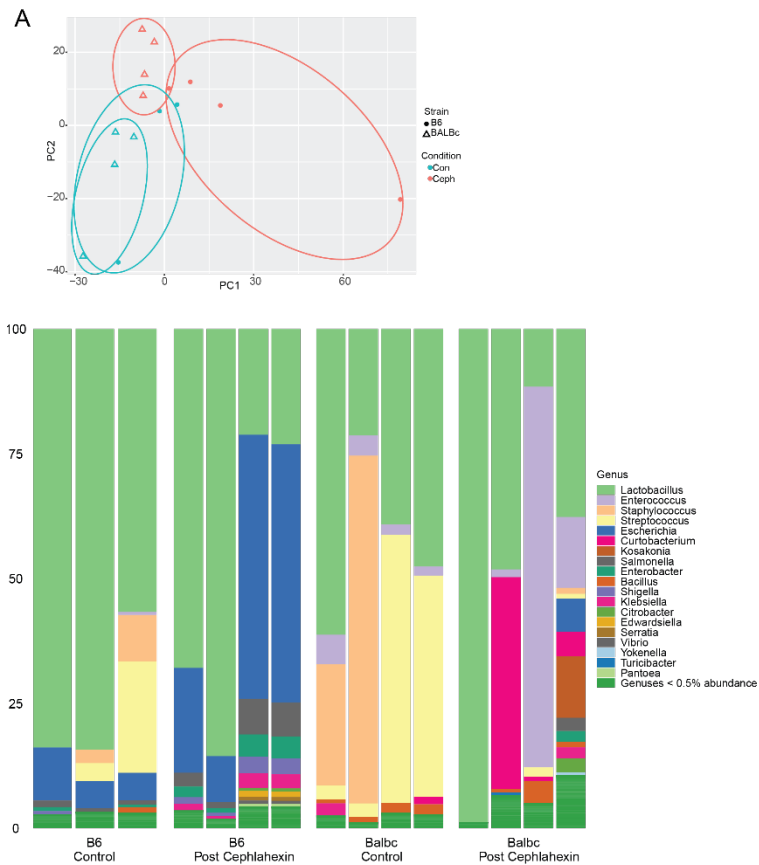 A
20
0
−20
−40
PC2
−30
0
30
60
PC1
Strain
B6
BALBc
Condition
Con
Ceph
100
75
50
25
0
Genus
Lactobacillus
Enterococcus
Staphylococcus
Streptococcus
Escherichia
Curtobacterium
Kosakonia
Salmonella
Enterobacter
Bacillus
Shigella
Klebsiella
Citrobacter
Edwardsiella
Serratia
Vibrio
Yokenella
Turicibacter
Pantoea
Genuses < 0.5% abundance
B6
Control
B6
Post Cephlahexin
Balbc
Control
Balbc
Post Cephlahexin